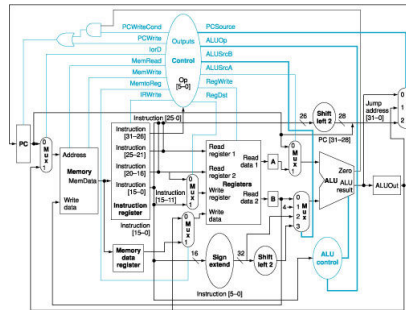 PCWriteCond
PCWrite
IorD
MemRead
MemWrite
MemtoReg
IRWrite
Outputs
Control
Op
[5–0]
PCSource
ALUOp
ALUSrcB
ALUSrcA
RegWrite
RegDst
Instruction [25-0]
26
Shift
left 2
28
Jump
address
[31–0]
PC [31–28]
0
1
2
PC
0
M
u
x
1
Address
Memory
MemData
Write
data
Instruction
[31–26]
Instruction
[25–21]
Instruction
[20–16]
Instruction
[15–0]
Instruction
register
Instruction
[15–0]
Instruction
[15–11]
Memory
data
register
0
M
u
x
1
0
M
u
x
1
Read
register 1
Read
register 2
Write
register
Write
data
Registers
Read
data 1
Read
data 2
A
B
4
0
M
u
x
1
0
1
M
u
x
2
3
Zero
ALU
ALU
result
ALUOut
16
Sign
extend
32
Shift
left 2
ALU
control
Instruction [5–0]